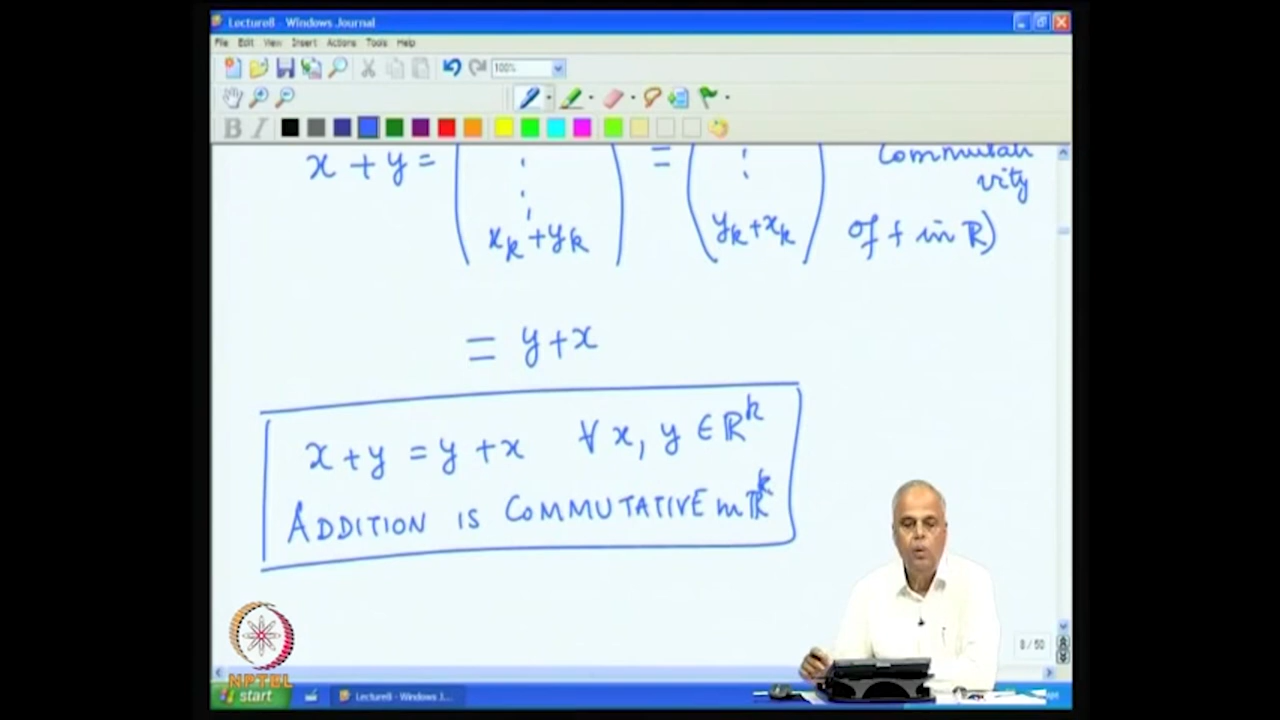 Lecture8 - Windows Journal
File Edit View Insert Actions Tools Help
100%
B I
x + y = ( ⋮ x_k + y_k ) = ( ⋮ y_k + x_k ) Commutati
vity
of + in ℝ)
= y + x
x + y = y + x ∀ x, y ∈ ℝ^k
ADDITION IS COMMUTATIVE in ℝ^k
8 / 50
NPTEL
start Lecture8 - Windows J...